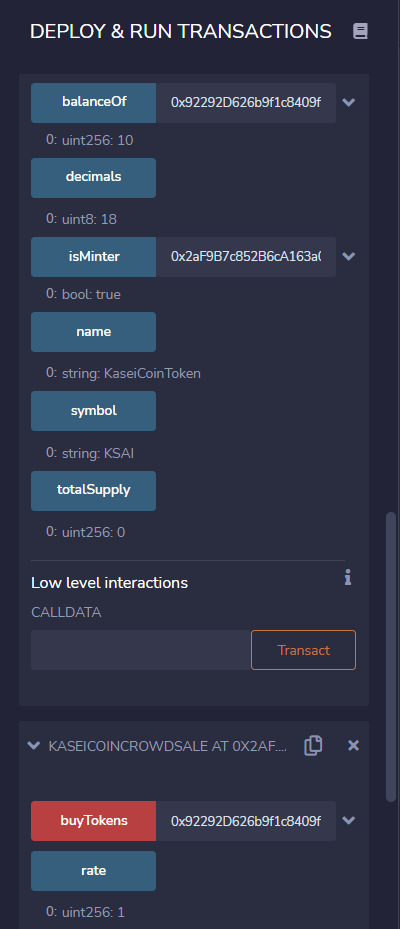 DEPLOY & RUN TRANSACTIONS
balanceOf 0x92292D626b9f1c8409f
0: uint256: 10
decimals
0: uint8: 18
isMinter 0x2aF9B7c852B6cA163a(
0: bool: true
name
0: string: KaseiCoinToken
symbol
0: string: KSAI
totalSupply
0: uint256: 0
Low level interactions
CALLDATA
Transact
KASEICOINCROWDSALE AT 0X2AF....
buyTokens 0x92292D626b9f1c8409f
rate
0: uint256: 1